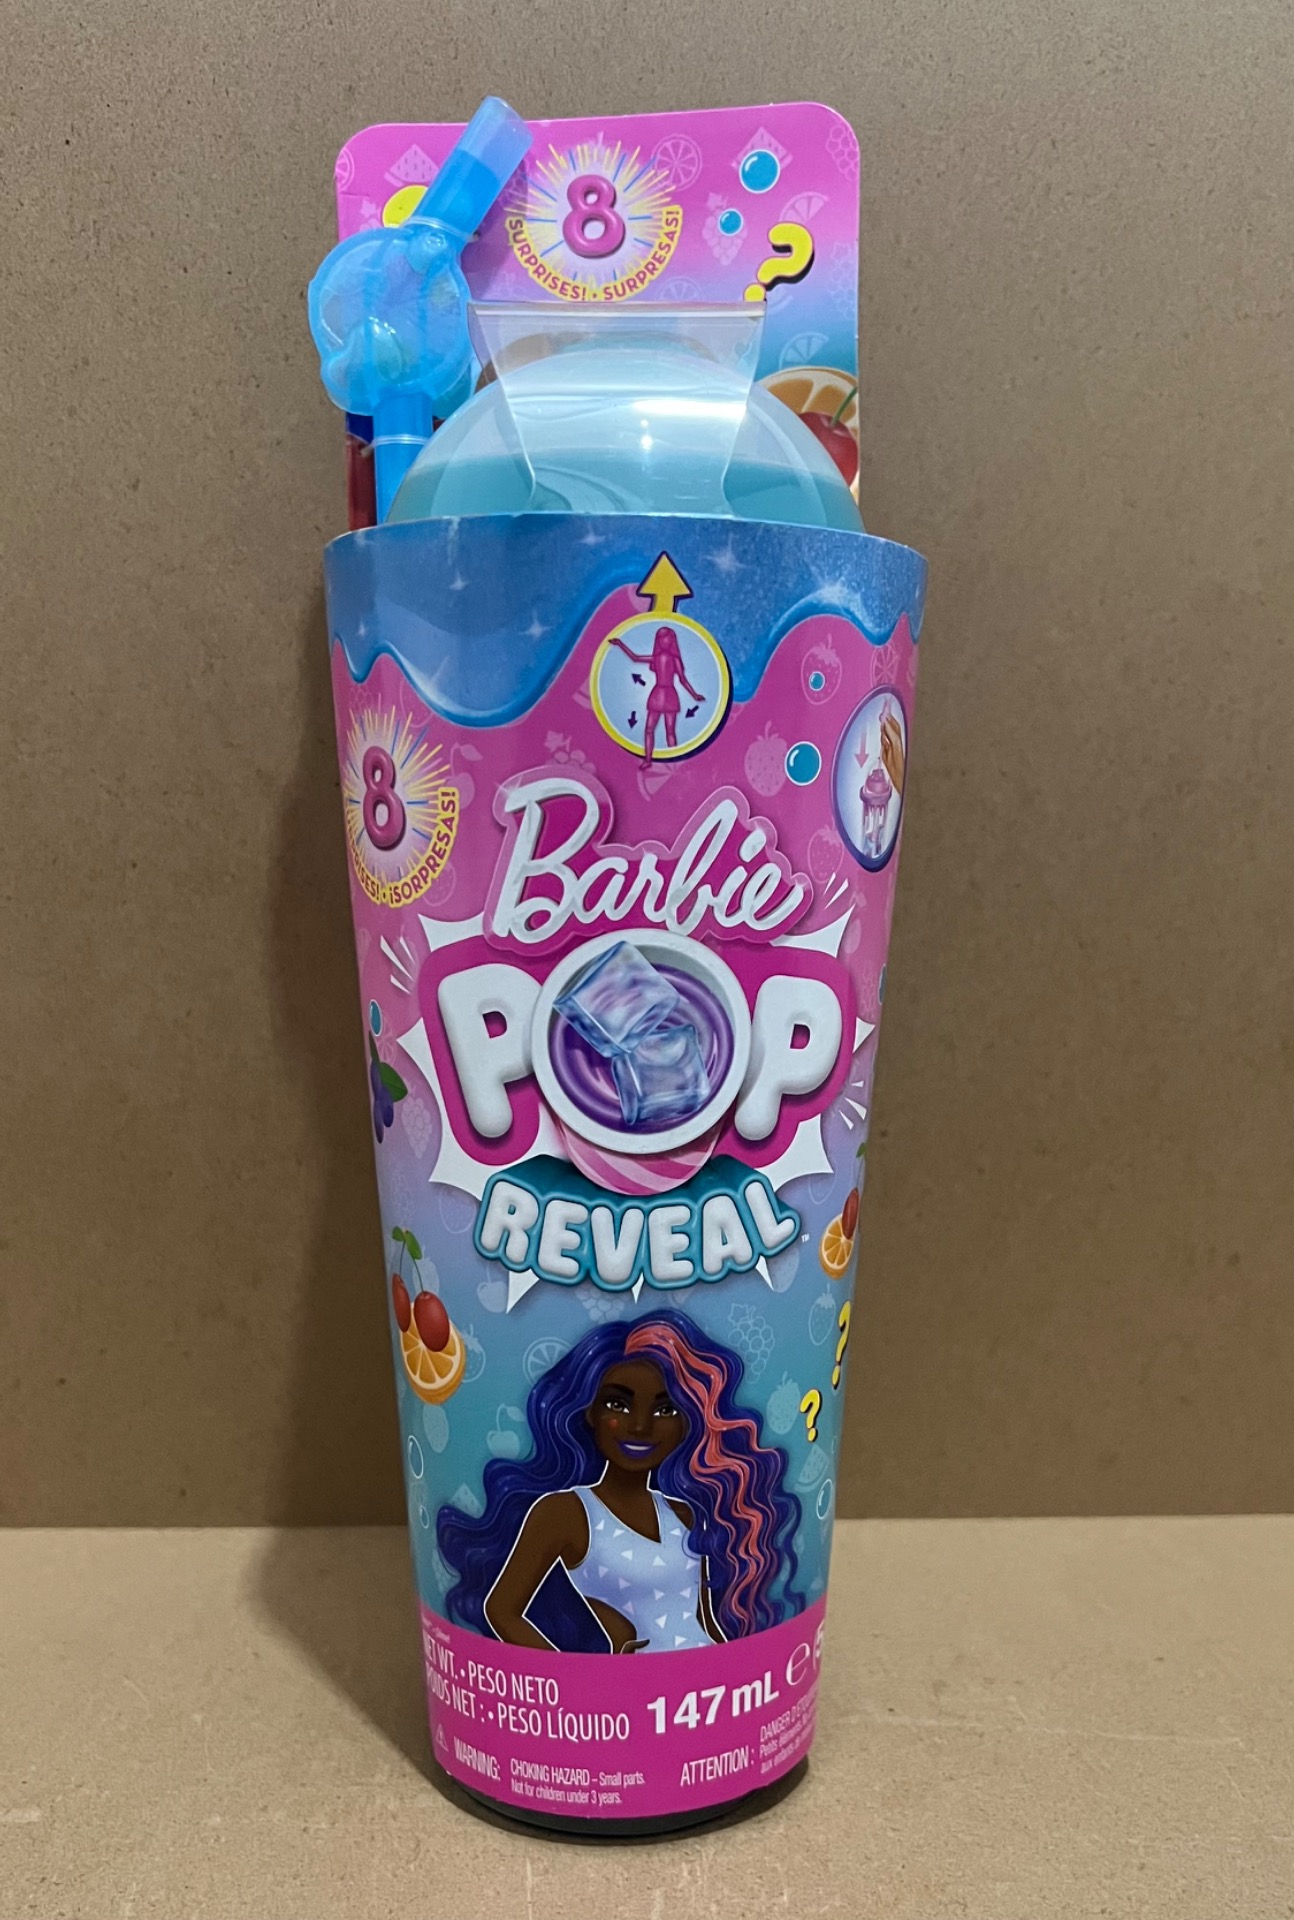 8
SURPRISES! • SURPRESAS!
?
8
¡SORPRESAS!
Barbie
POP
REVEAL™
?
?
NET WT. • PESO NETO
POIDS NET : • PESO LÍQUIDO
147 mL ℮
WARNING:
CHOKING HAZARD – Small parts.
Not for children under 3 years.
ATTENTION :